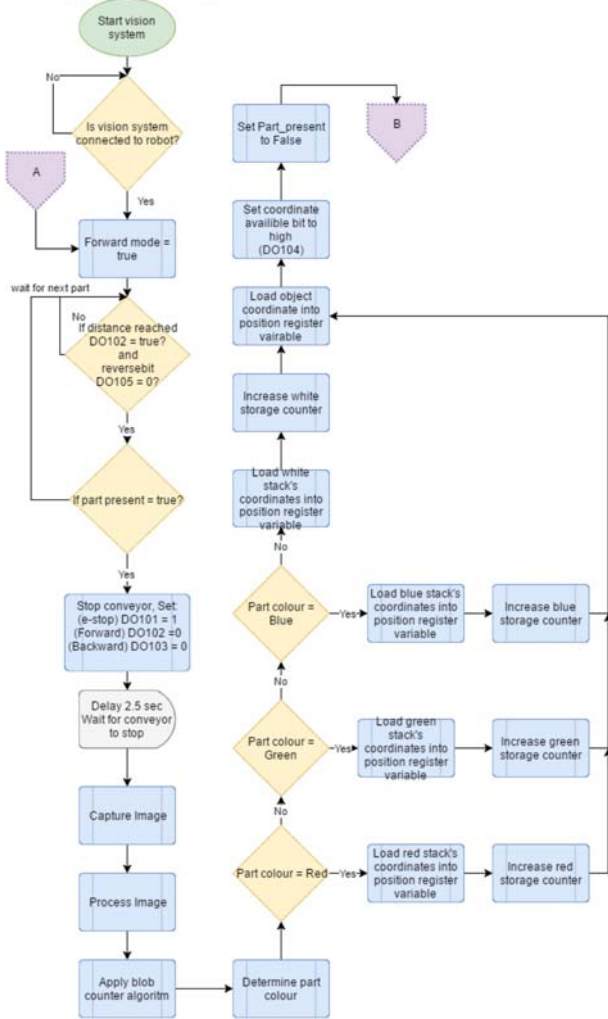 Start vision
system
No
Is vision system
connected to robot?
A
Yes
Forward mode =
true
wait for next part
No
If distance reached
DO102 = true?
and
reversebit
DO105 = 0?
Yes
If part present = true?
Yes
Stop conveyor, Set:
(e-stop) DO101 = 1
(Forward) DO102 =0
(Backward) DO103 = 0
Delay 2.5 sec
Wait for conveyor
to stop
Capture Image
Process Image
Apply blob
counter algoritm
Determine part
colour
Part colour = Red
Yes
Load red stack's
coordinates into
position register
variable
Increase red
storage counter
No
Part colour =
Green
Yes
Load green
stack's
coordinates into
position register
variable
Increase green
storage counter
No
Part colour =
Blue
Yes
Load blue stack's
coordinates into
position register
variable
Increase blue
storage counter
No
Load white
stack's
coordinates into
position register
variable
Increase white
storage counter
Load object
coordinate into
position register
vairable
Set coordinate
availible bit to
high
(DO104)
Set Part_present
to False
B